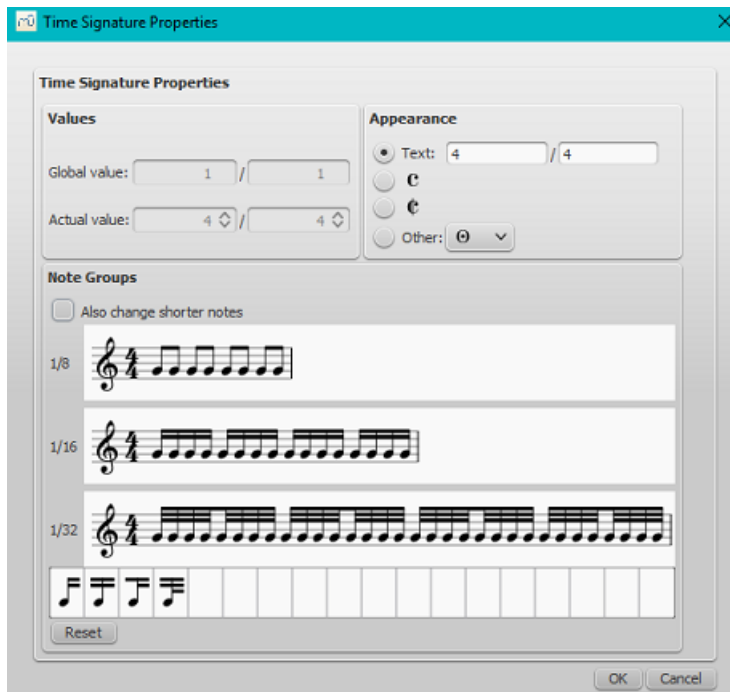 Time Signature Properties
Time Signature Properties
Values
Global value: 1 / 1
Actual value: 4 / 4
Appearance
Text: 4 / 4
Other:
Note Groups
Also change shorter notes
1/8
1/16
1/32
Reset
OK Cancel